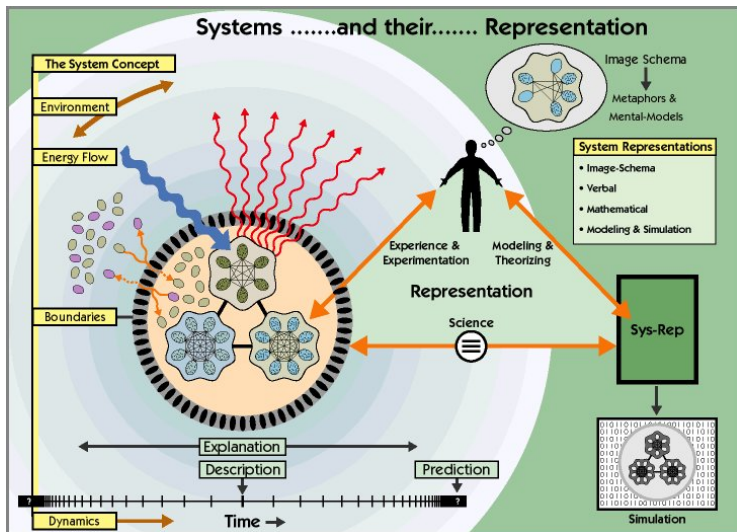 Systems .......and their....... Representation
The System Concept
Environment
Energy Flow
Boundaries
Image Schema
Metaphors &
Mental-Models
System Representations
• Image-Schema
• Verbal
• Mathematical
• Modeling & Simulation
Experience &
Experimentation
Modeling &
Theorizing
Representation
Science
Sys-Rep
Simulation
Explanation
Description
Prediction
?
?
Dynamics
Time